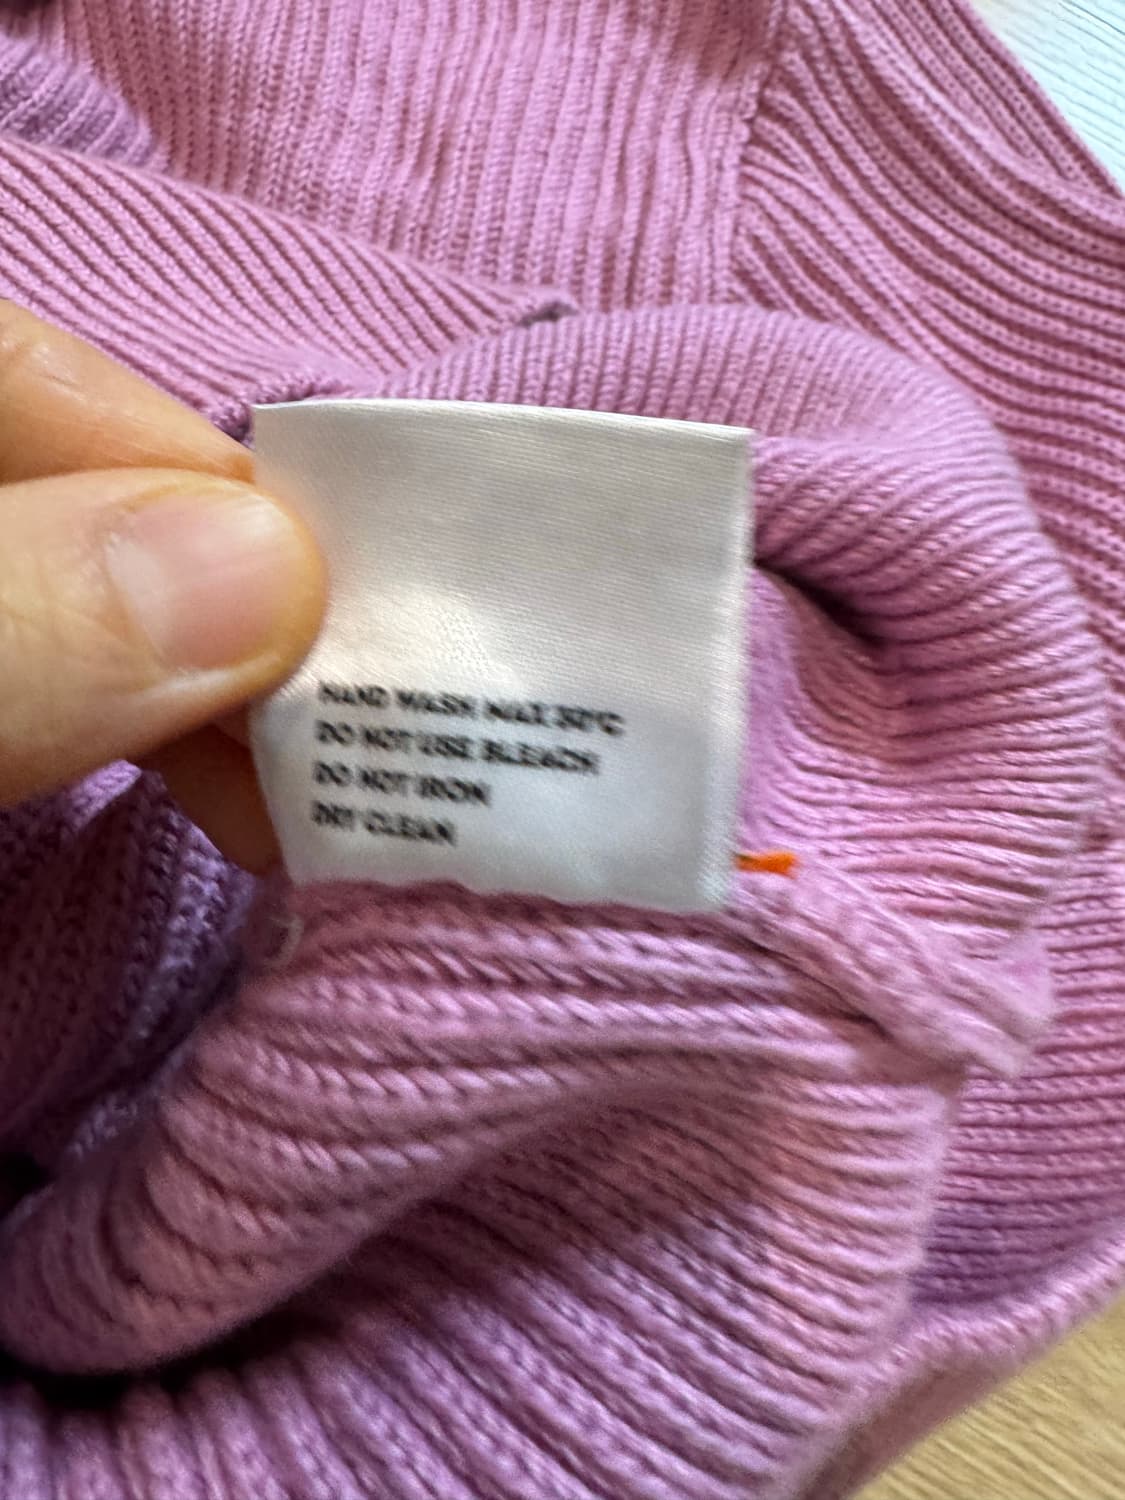 HAND WASH MAX 30°C
DO NOT USE BLEACH
DO NOT IRON
DRY CLEAN